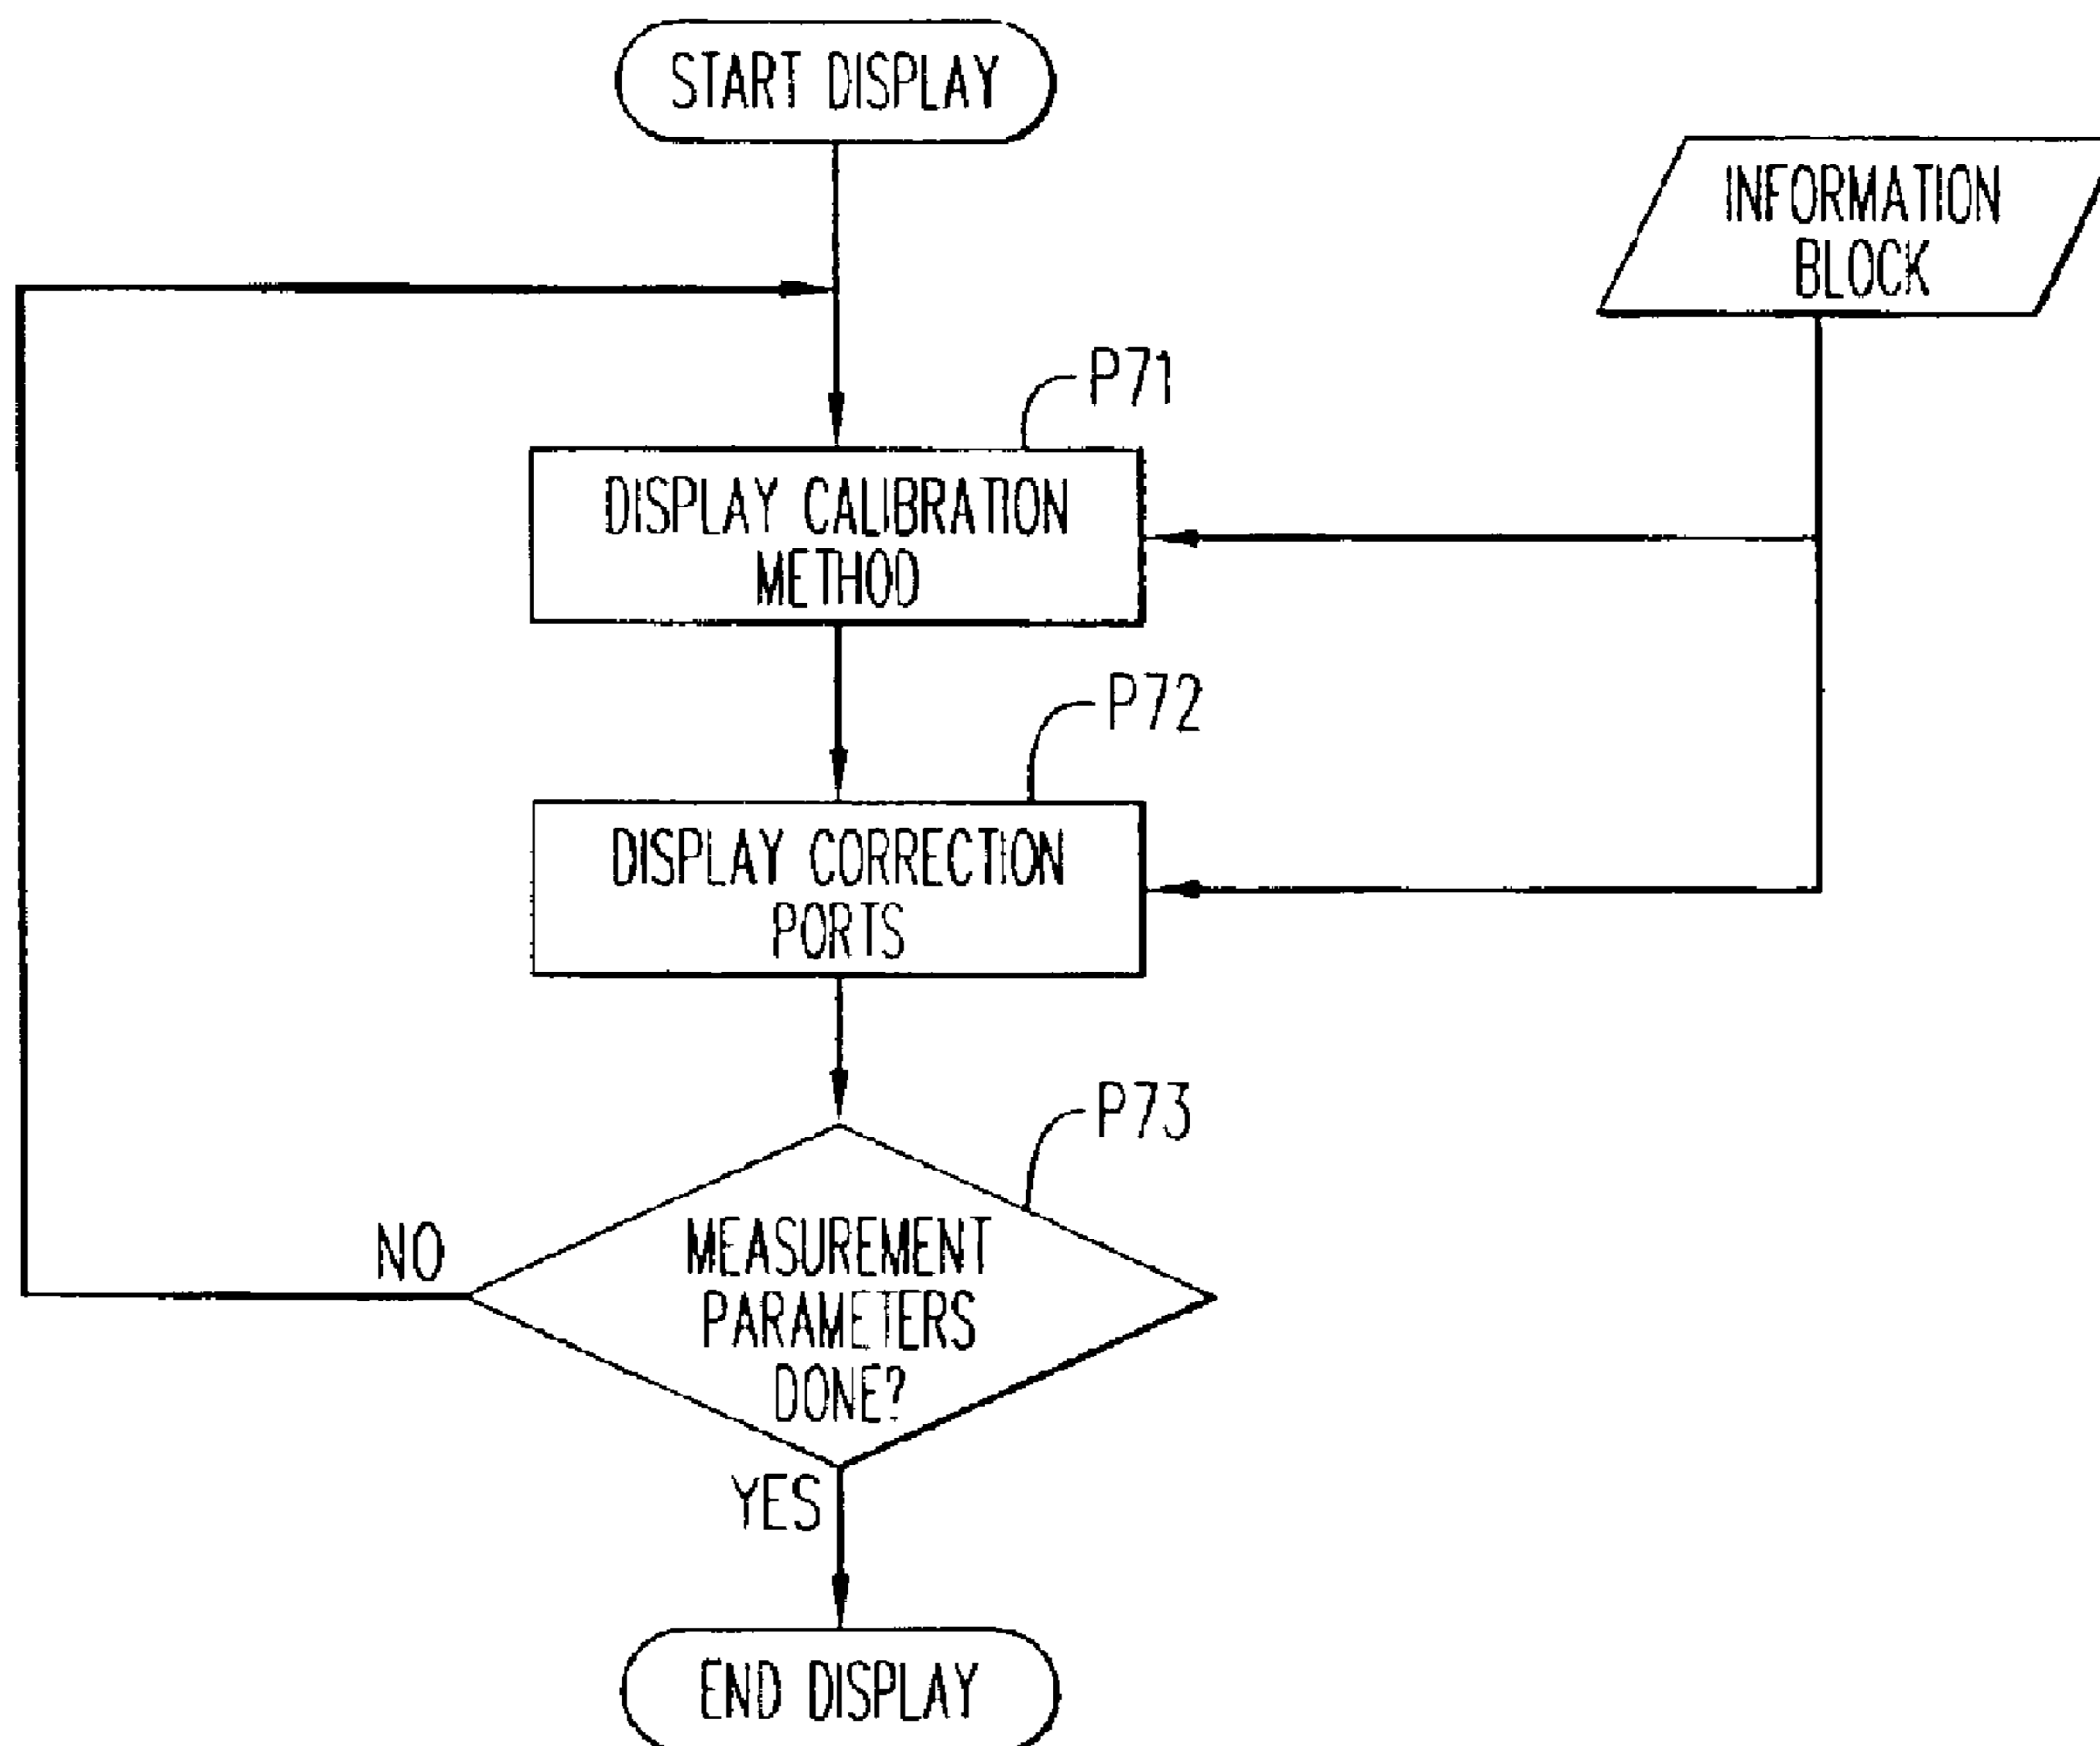 START DISPLAY
INFORMATION
BLOCK
P71
DISPLAY CALIBRATION
METHOD
P72
DISPLAY CORRECTION
PORTS
P73
NO
MEASUREMENT
PARAMETERS
DONE?
YES
END DISPLAY